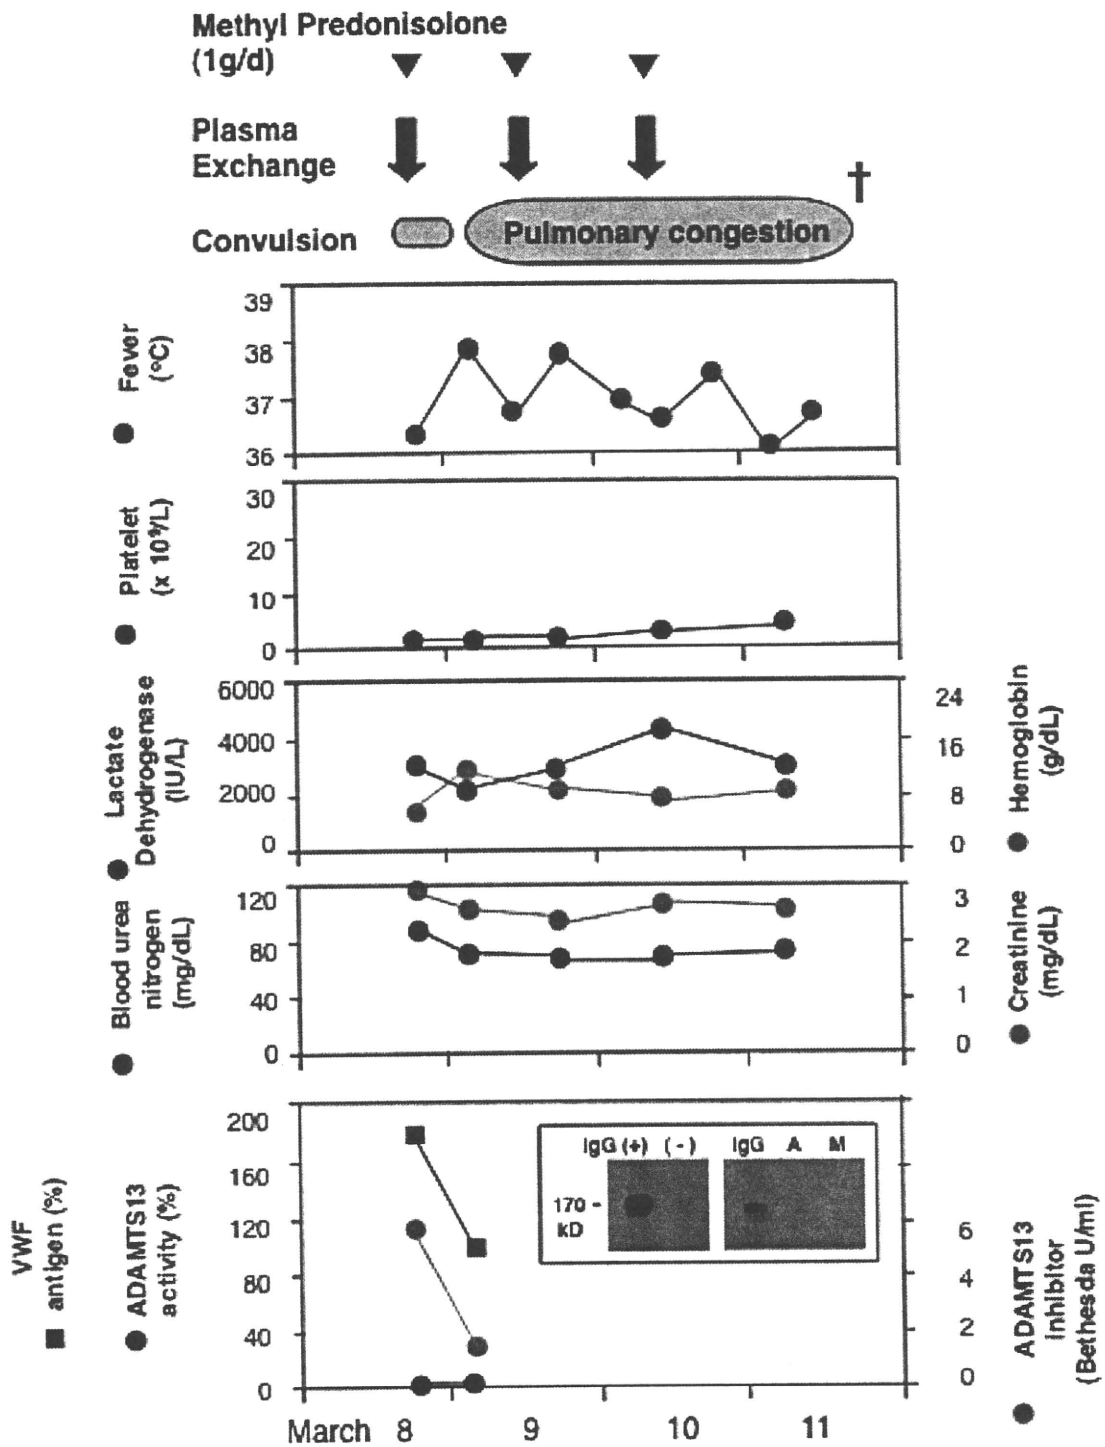 Methyl Predonisolone
(1g/d)
Plasma
Exchange
†
Convulsion
Pulmonary congestion
Fever
(°C)
39
38
37
36
Platelet
(x 10⁹/L)
30
20
10
0
Lactate
Dehydrogenase
(IU/L)
6000
4000
2000
0
24
16
8
0
Hemoglobin
(g/dL)
Blood urea
nitrogen
(mg/dL)
120
80
40
0
3
2
1
0
Creatinine
(mg/dL)
VWF
antigen (%)
ADAMTS13
activity (%)
200
160
120
80
40
0
IgG (+) (-)
IgG A M
170 -
kD
6
4
2
0
ADAMTS13
inhibitor
(Bethesda U/ml)
March 8 9 10 11